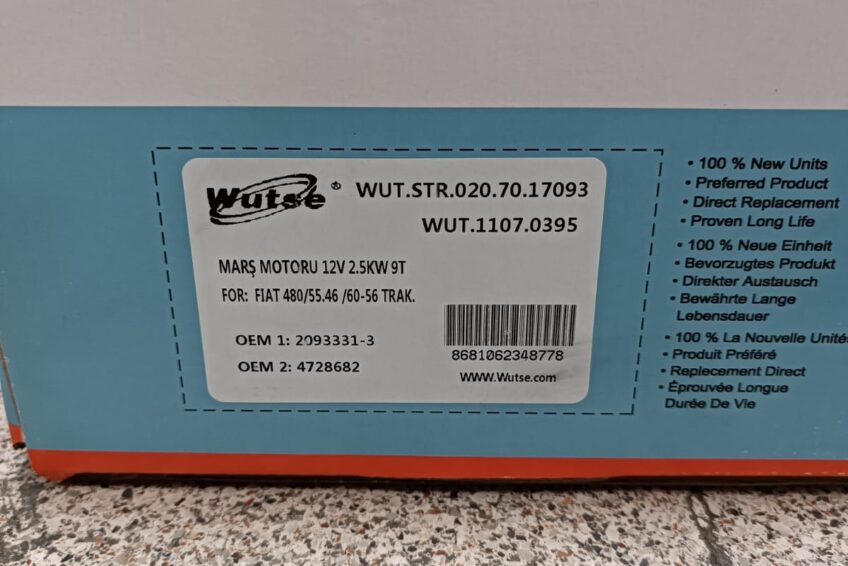 Wutse® WUT.STR.020.70.17093
WUT.1107.0395
MARŞ MOTORU 12V 2.5KW 9T
FOR: FIAT 480/55.46 /60-56 TRAK.
OEM 1: 2093331-3
OEM 2: 4728682
8681062348778
WWW.Wutse.com
• 100 % New Units
• Preferred Product
• Direct Replacement
• Proven Long Life
• 100 % Neue Einheit
• Bevorzugtes Produkt
• Direkter Austausch
• Bewährte Lange
Lebensdauer
• 100 % La Nouvelle Unités
• Produit Préféré
• Replecement Direct
• Éprouvée Longue
Durée De Vie